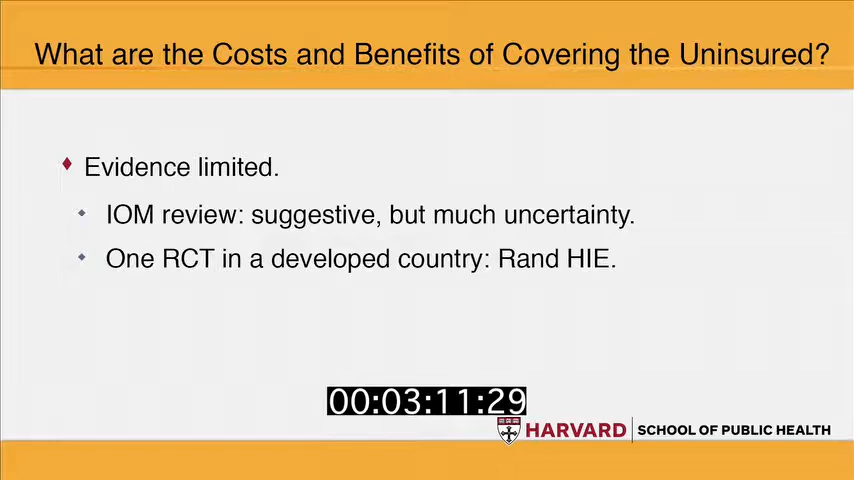 What are the Costs and Benefits of Covering the Uninsured?
Evidence limited.
IOM review: suggestive, but much uncertainty.
One RCT in a developed country: Rand HIE.
00:03:11:29
HARVARD SCHOOL OF PUBLIC HEALTH